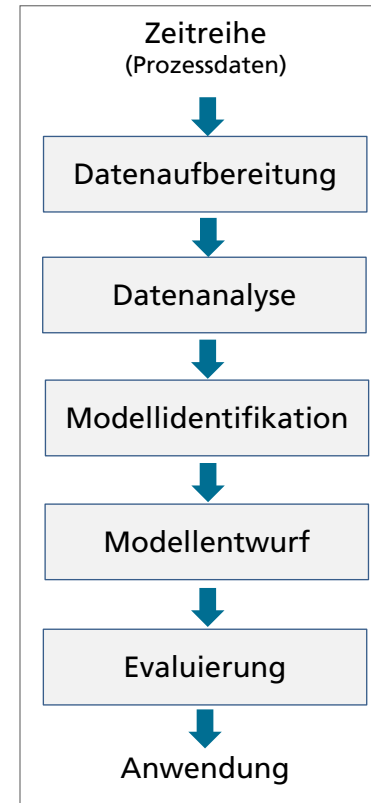 Zeitreihe
(Prozessdaten)
Datenaufbereitung
Datenanalyse
Modellidentifikation
Modellentwurf
Evaluierung
Anwendung